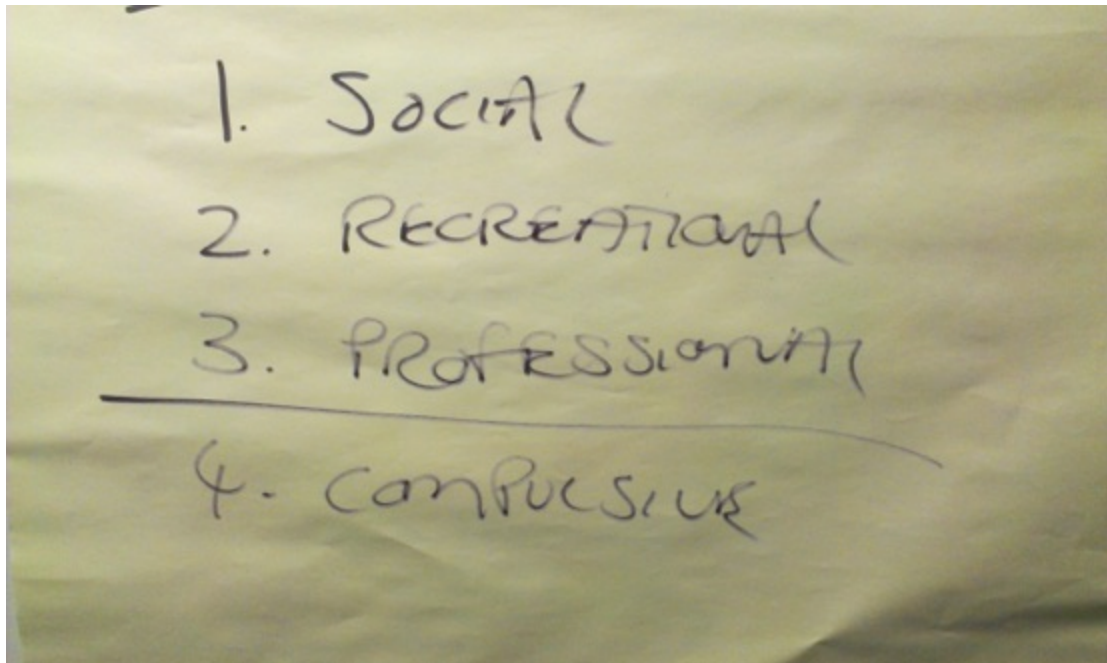 1. SOCIAL
2. RECREATIONAL
3. PROFESSIONAL
4. COMPULSIVE